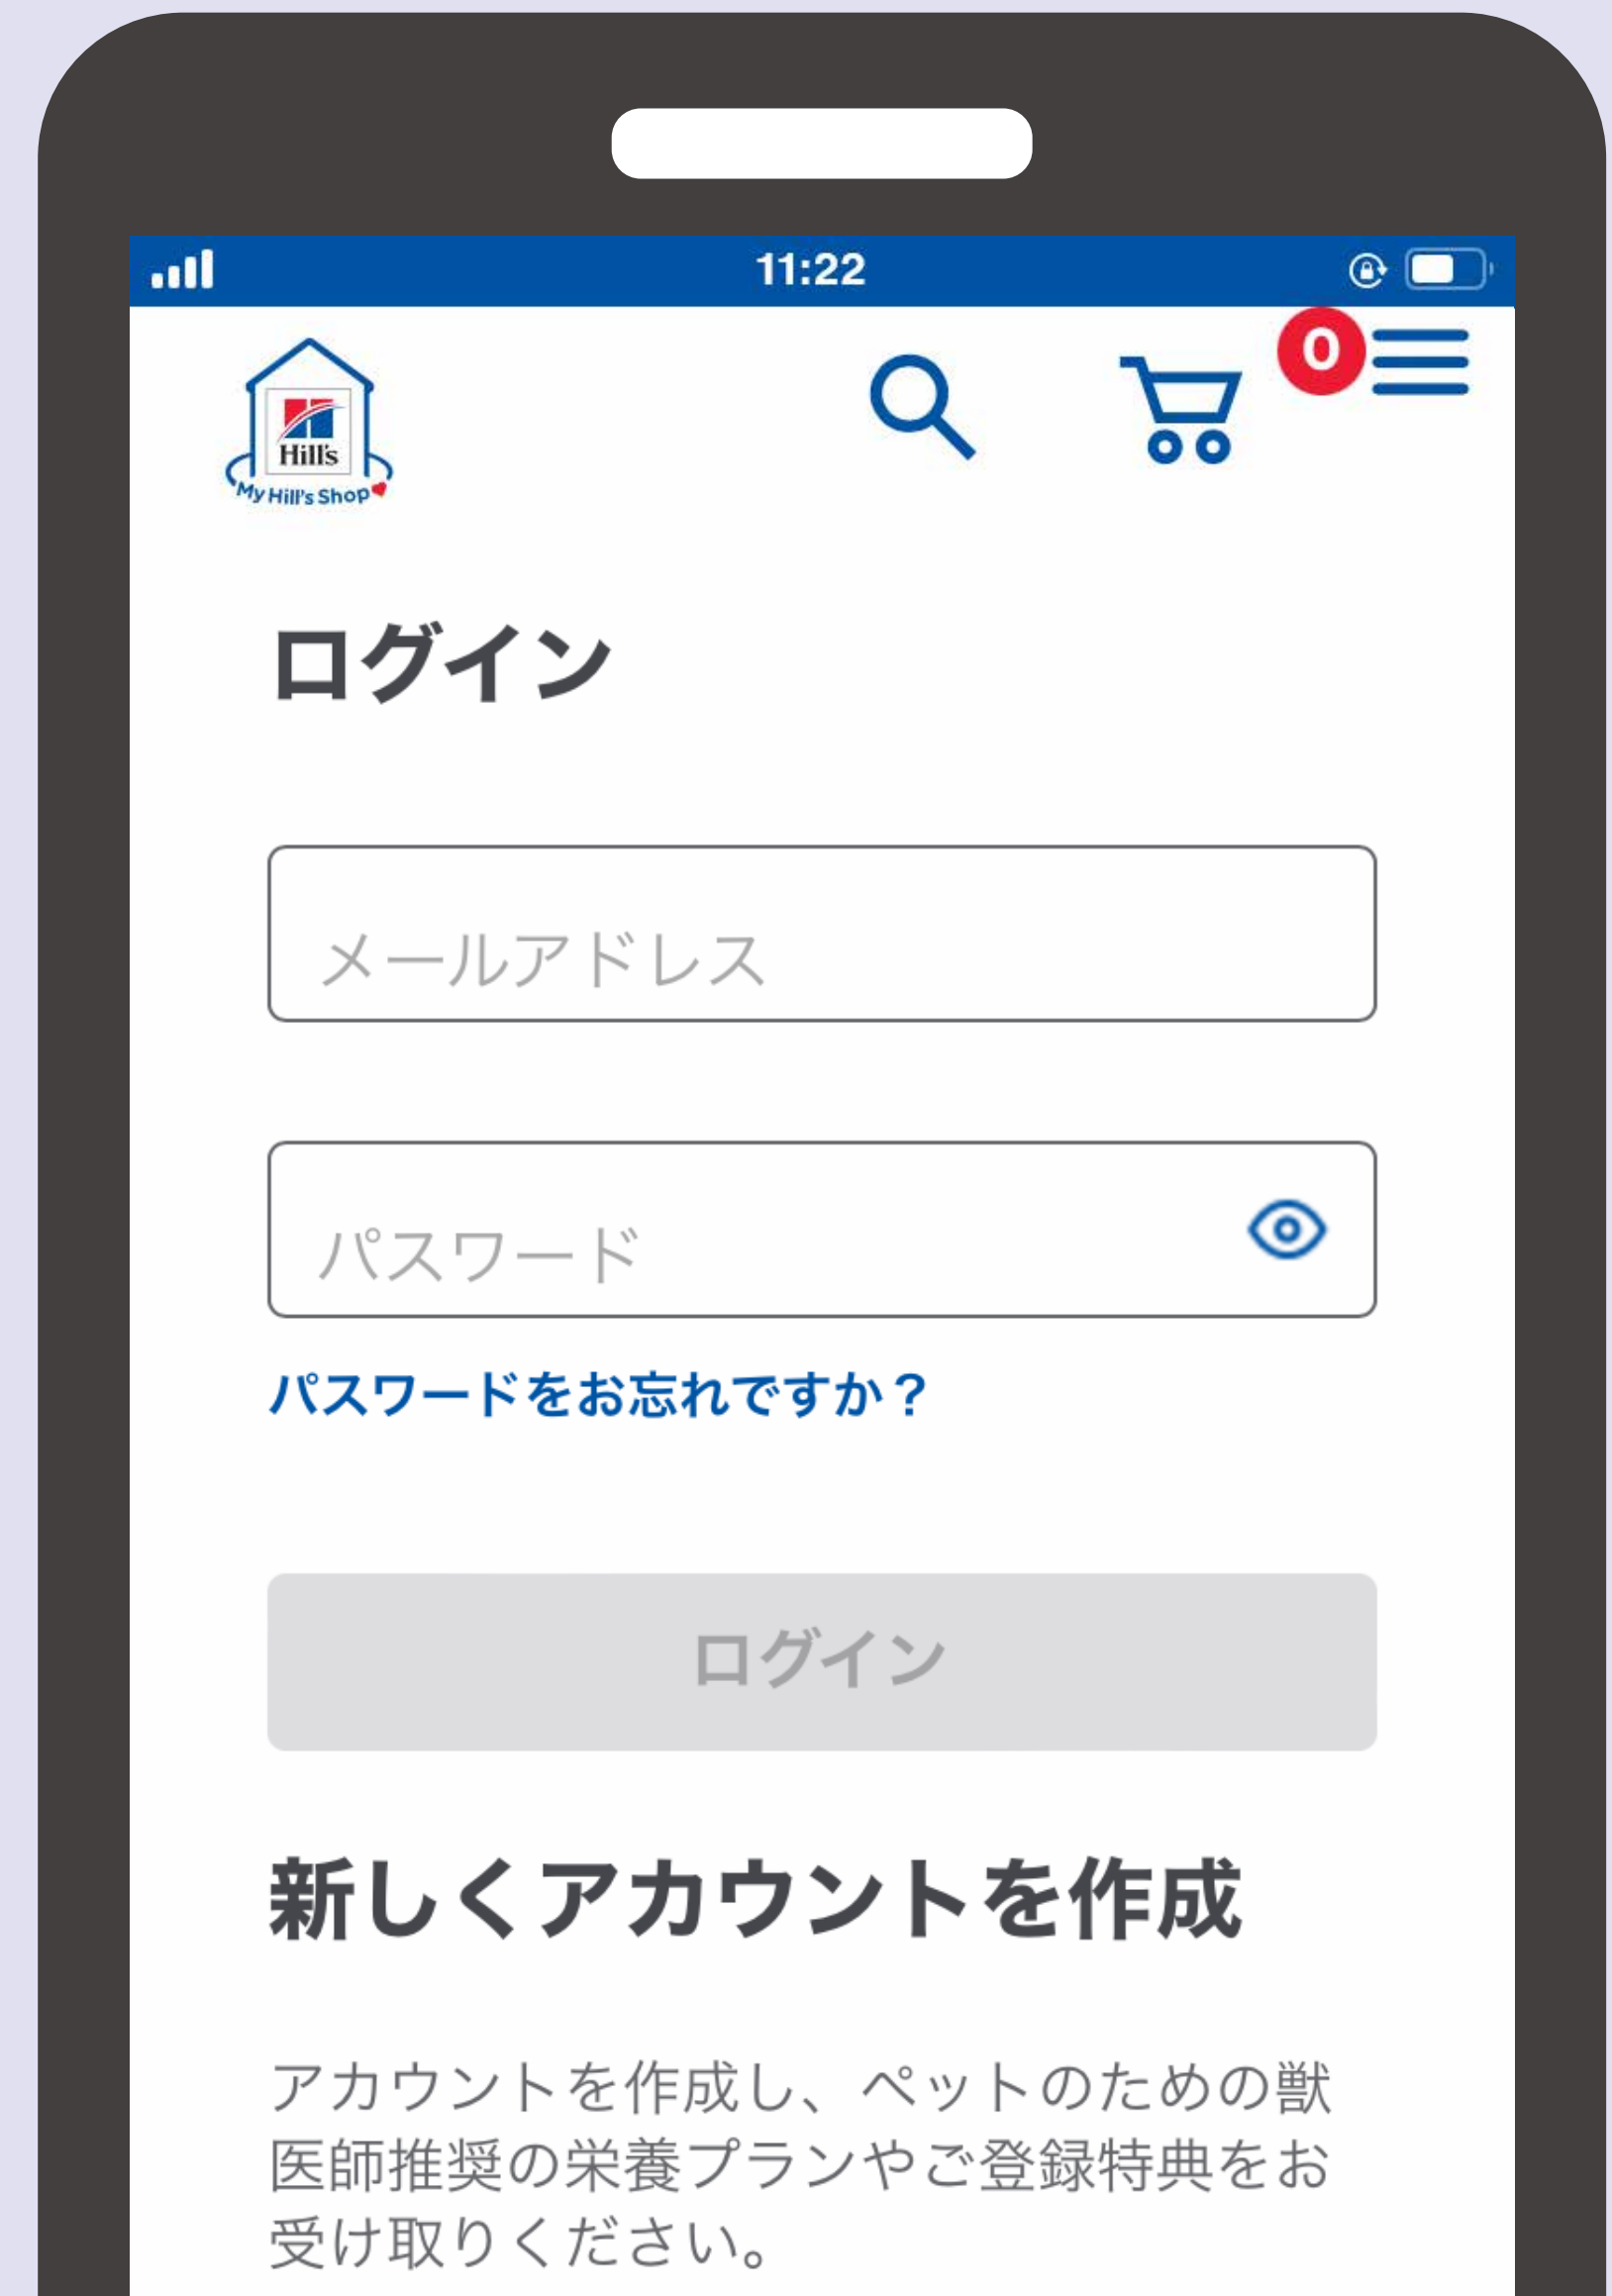 11:22
0
Hill's
My Hill's Shop
ログイン
メールアドレス
パスワード
パスワードをお忘れですか？
ログイン
新しくアカウントを作成
アカウントを作成し、ペットのための獣
医師推奨の栄養プランやご登録特典をお
受け取りください。